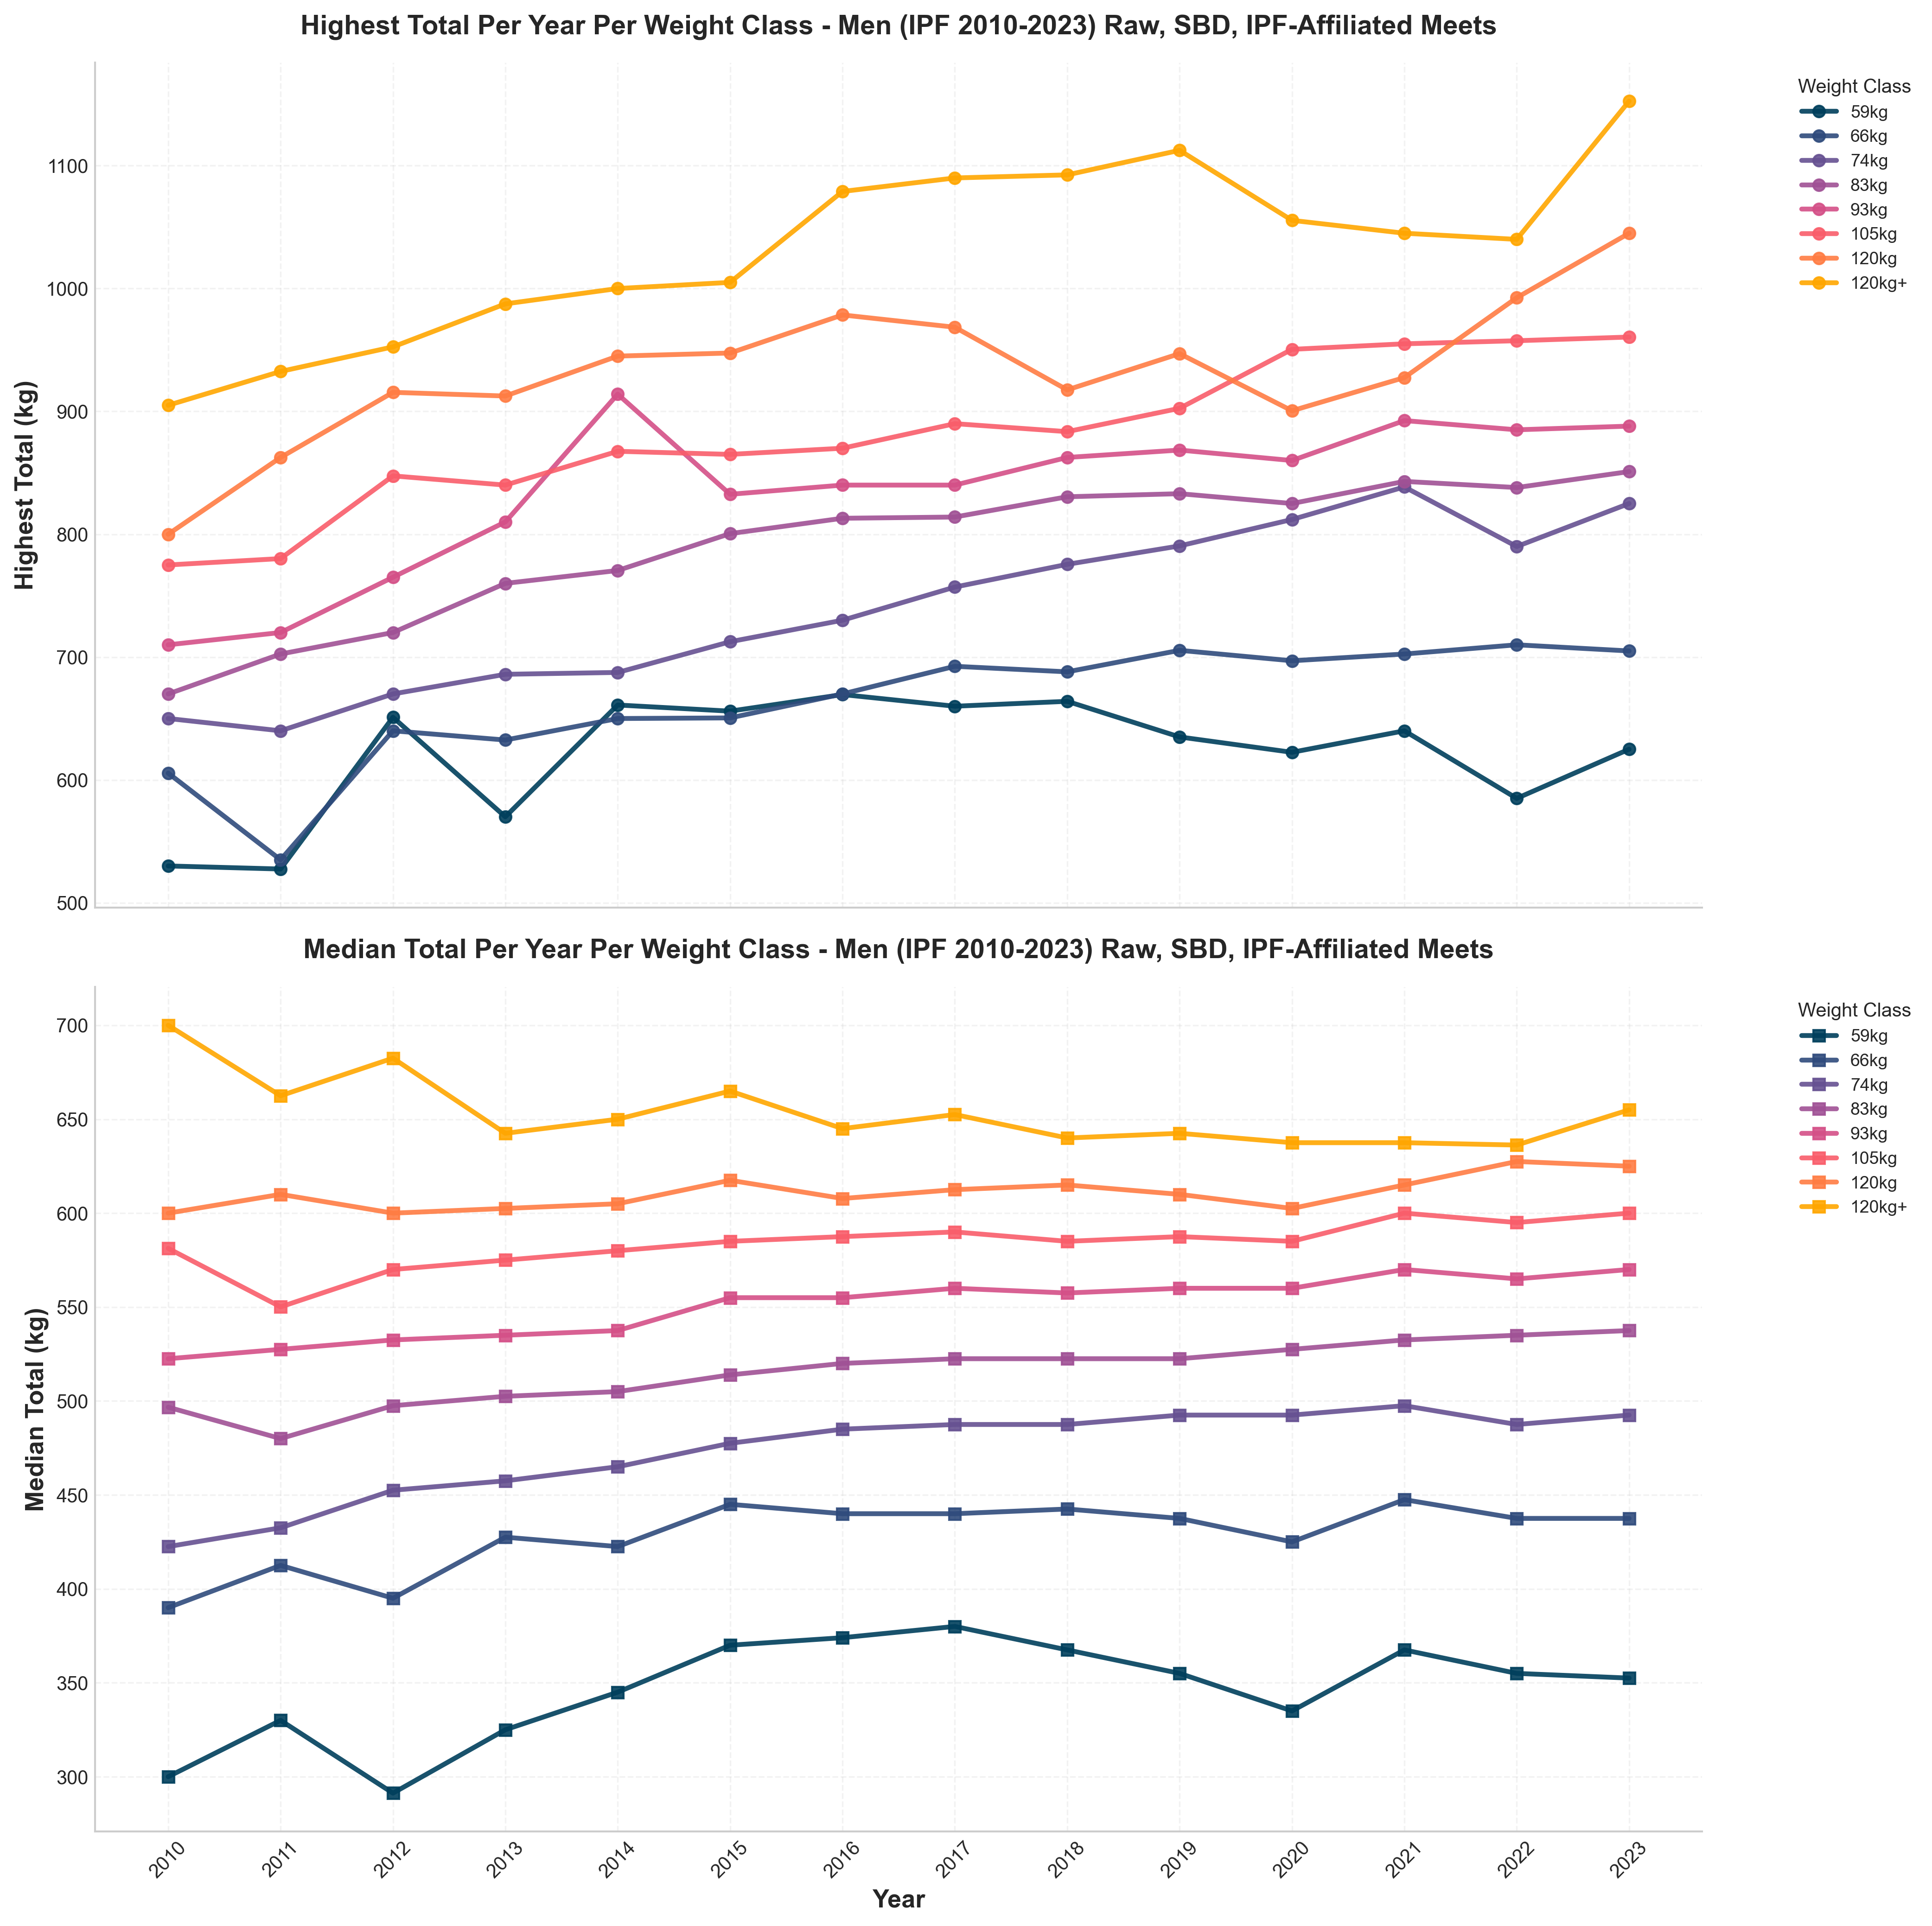 Highest Total Per Year Per Weight Class - Men (IPF 2010-2023) Raw, SBD, IPF-Affiliated Meets
Highest Total (kg)
1100
1000
900
800
700
600
500
Weight Class
59kg
66kg
74kg
83kg
93kg
105kg
120kg
120kg+
Median Total Per Year Per Weight Class - Men (IPF 2010-2023) Raw, SBD, IPF-Affiliated Meets
Median Total (kg)
700
650
600
550
500
450
400
350
300
Weight Class
59kg
66kg
74kg
83kg
93kg
105kg
120kg
120kg+
2010 2011 2012 2013 2014 2015 2016 2017 2018 2019 2020 2021 2022 2023
Year